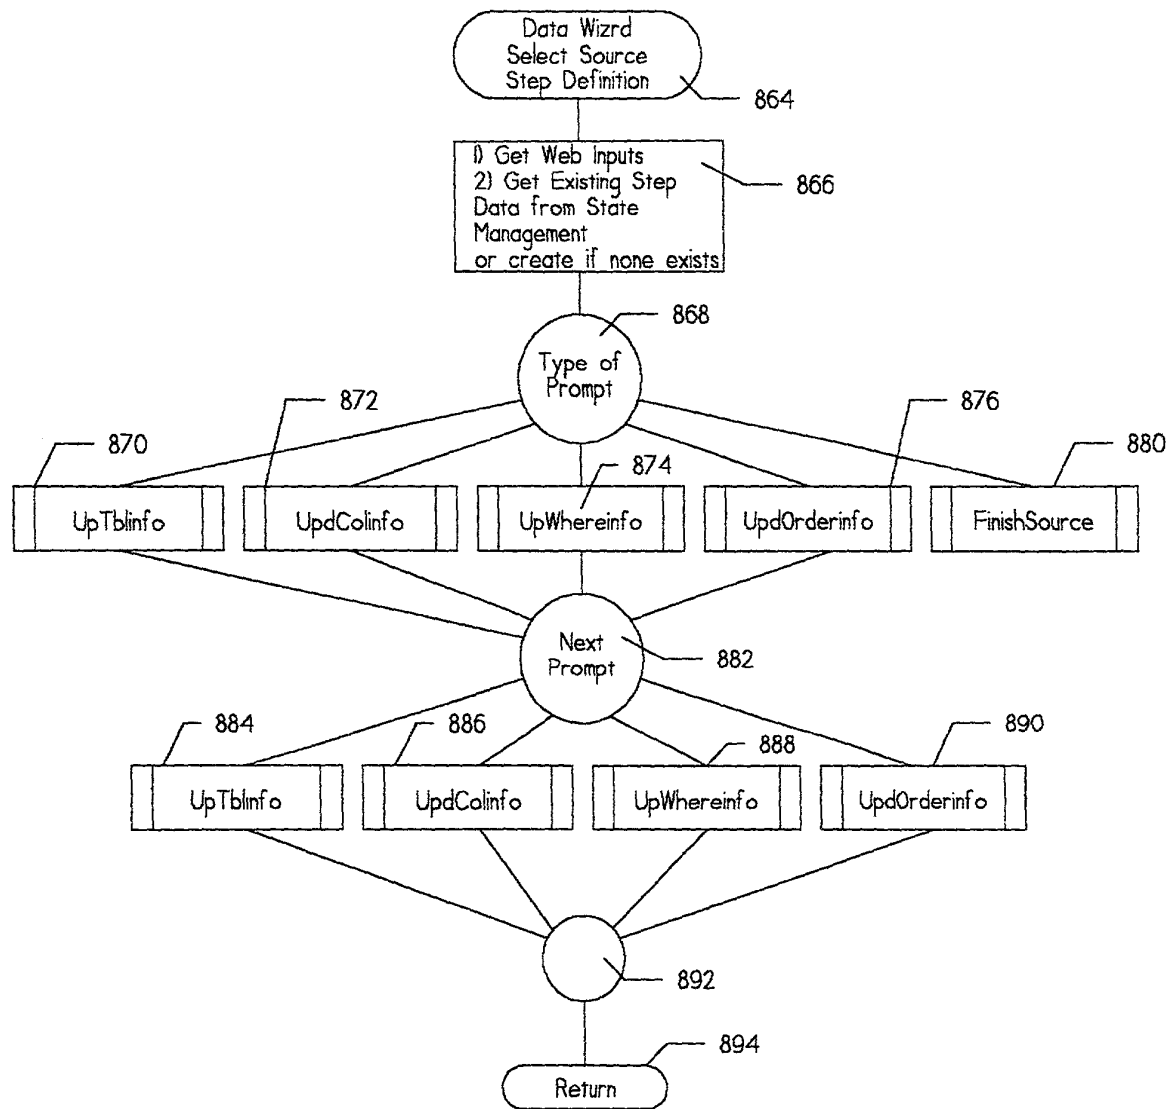 Data Wizrd
Select Source
Step Definition
864
1) Get Web Inputs
2) Get Existing Step
Data from State
Management
or create if none exists
866
868
Type of
Prompt
872
876
870
874
880
UpTblinfo
UpdColinfo
UpWhereinfo
UpdOrderinfo
FinishSource
Next
Prompt
882
884
886
888
890
UpTblinfo
UpdColinfo
UpWhereinfo
UpdOrderinfo
892
894
Return